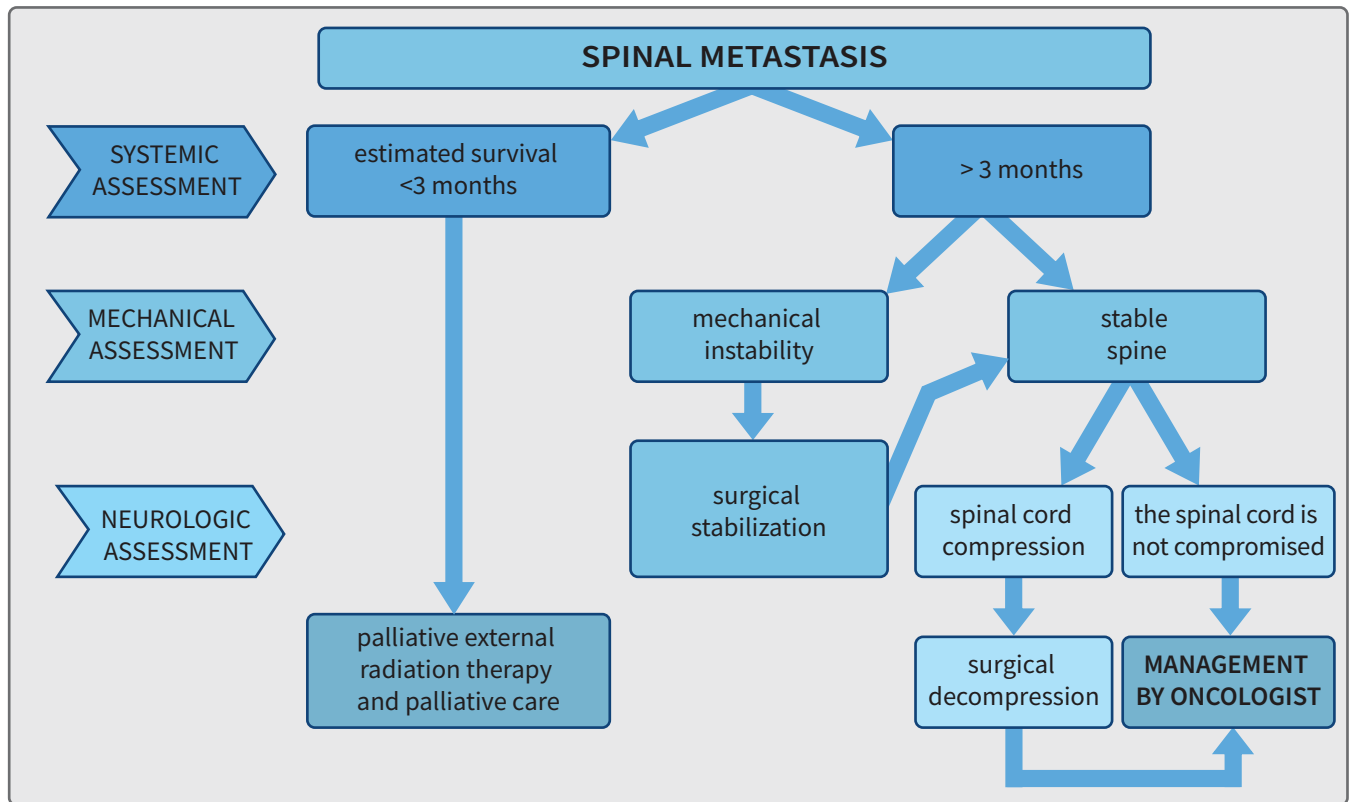 SPINAL METASTASIS
SYSTEMIC
ASSESSMENT
estimated survival
<3 months
> 3 months
MECHANICAL
ASSESSMENT
mechanical
instability
stable
spine
NEUROLOGIC
ASSESSMENT
surgical
stabilization
spinal cord
compression
the spinal cord is
not compromised
palliative external
radiation therapy
and palliative care
surgical
decompression
MANAGEMENT
BY ONCOLOGIST